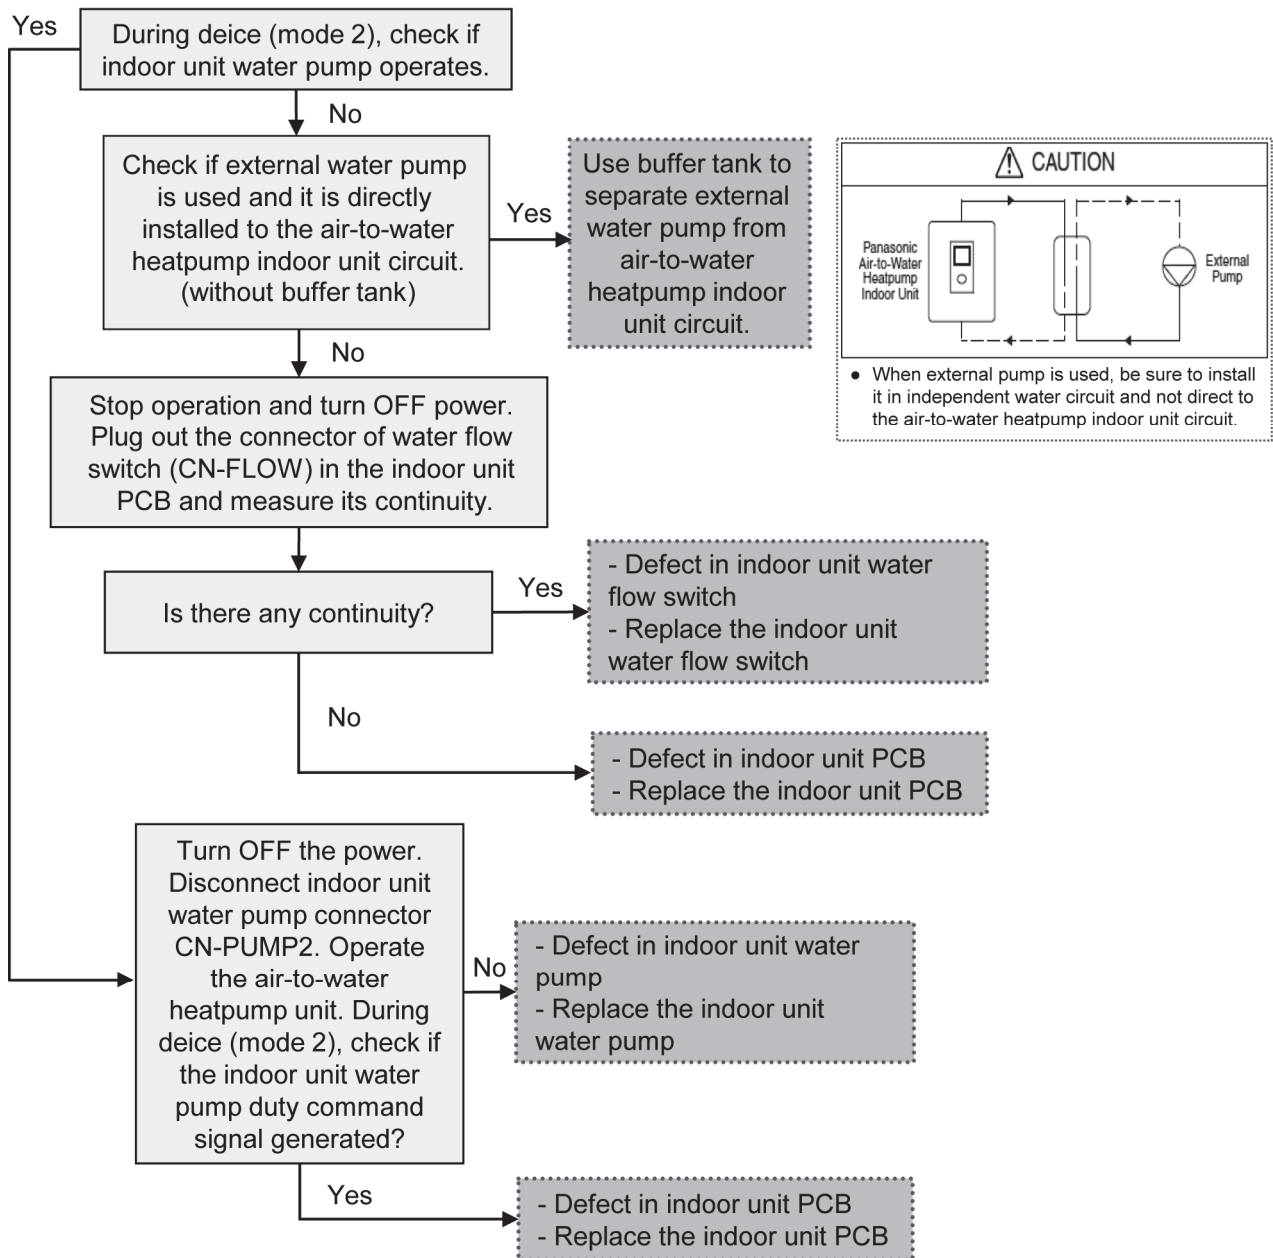 Yes
During deice (mode 2), check if
indoor unit water pump operates.
No
Check if external water pump
is used and it is directly
installed to the air-to-water
heatpump indoor unit circuit.
(without buffer tank)
Yes
Use buffer tank to
separate external
water pump from
air-to-water
heatpump indoor
unit circuit.
CAUTION
Panasonic
Air-to-Water
Heatpump
Indoor Unit
External
Pump
● When external pump is used, be sure to install
it in independent water circuit and not direct to
the air-to-water heatpump indoor unit circuit.
No
Stop operation and turn OFF power.
Plug out the connector of water flow
switch (CN-FLOW) in the indoor unit
PCB and measure its continuity.
Is there any continuity?
Yes
- Defect in indoor unit water
flow switch
- Replace the indoor unit
water flow switch
No
- Defect in indoor unit PCB
- Replace the indoor unit PCB
Turn OFF the power.
Disconnect indoor unit
water pump connector
CN-PUMP2. Operate
the air-to-water
heatpump unit. During
deice (mode 2), check if
the indoor unit water
pump duty command
signal generated?
No
- Defect in indoor unit water
pump
- Replace the indoor unit
water pump
Yes
- Defect in indoor unit PCB
- Replace the indoor unit PCB